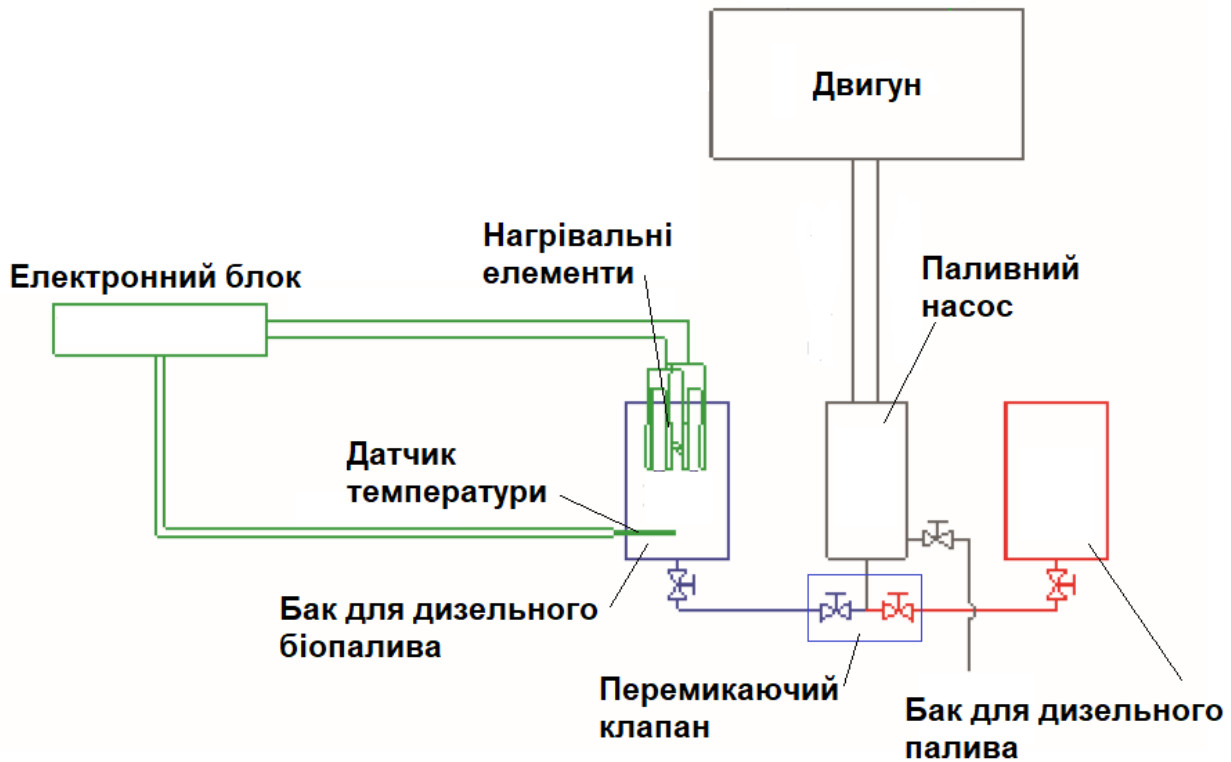 Двигун
Нагрівальні
елементи
Паливний
насос
Електронний блок
Датчик
температури
Бак для дизельного
біопалива
Перемикаючий
клапан
Бак для дизельного
палива